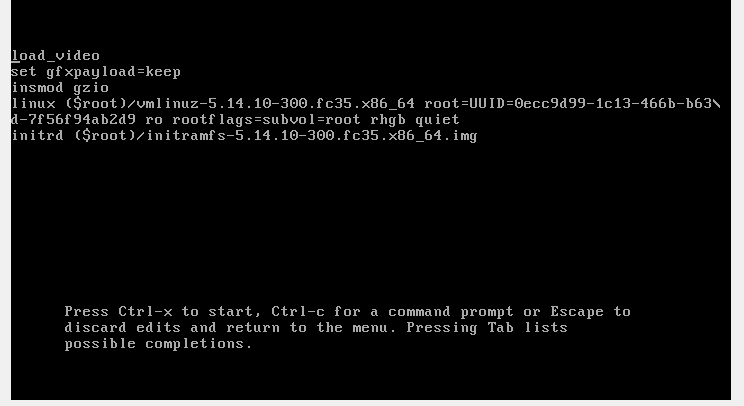 load_video
set gfxpayload=keep
insmod gzio
linux ($root)/vmlinuz-5.14.10-300.fc35.x86_64 root=UUID=0ecc9d99-1c13-466b-b63\
d-7f56f94ab2d9 ro rootflags=subvol=root rhgb quiet
initrd ($root)/initramfs-5.14.10-300.fc35.x86_64.img
Press Ctrl-x to start, Ctrl-c for a command prompt or Escape to
discard edits and return to the menu. Pressing Tab lists
possible completions.